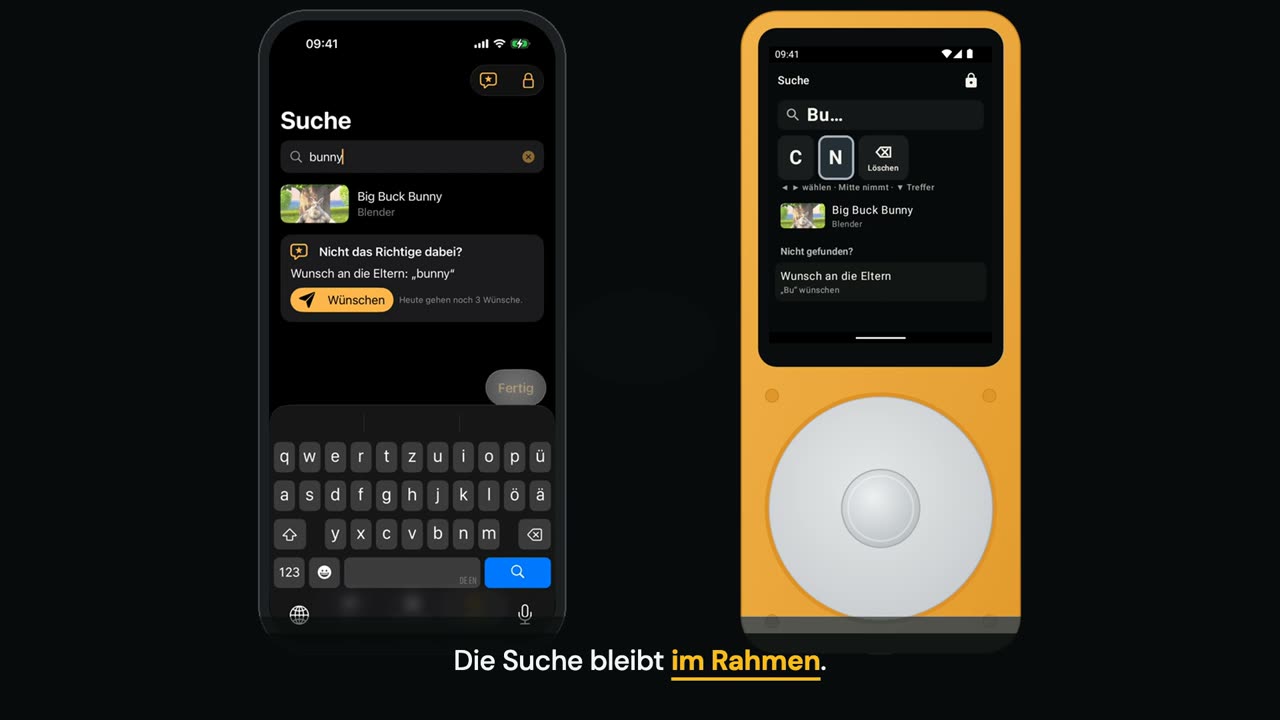 09:41
Suche
bunny
Big Buck Bunny
Blender
Nicht das Richtige dabei?
Wunsch an die Eltern: „bunny“
Wünschen
Heute gehen noch 3 Wünsche.
Fertig
q w e r t z u i o p ü
a s d f g h j k l ö ä
y x c v b n m
123
DE EN
09:41
Suche
Bu…
C N
Löschen
◄ ► wählen · Mitte nimmt · ▼ Treffer
Big Buck Bunny
Blender
Nicht gefunden?
Wunsch an die Eltern
„Bu“ wünschen
Die Suche bleibt im Rahmen.